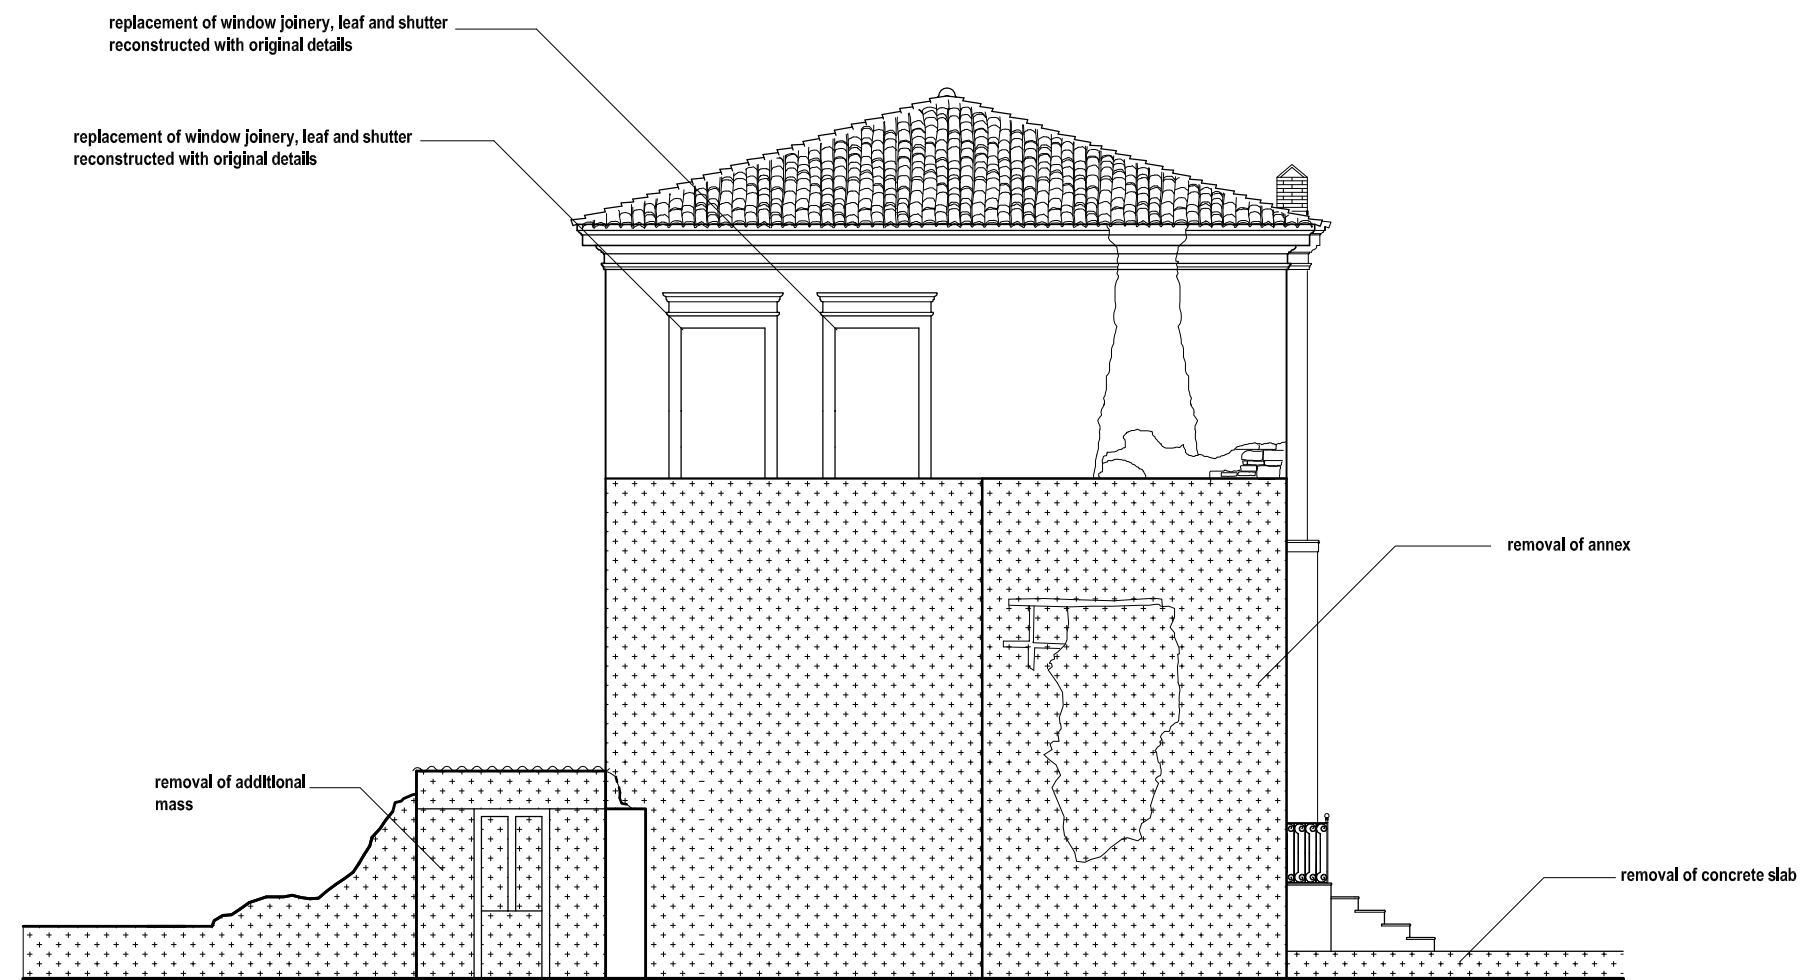 replacement of window joinery, leaf and shutter
reconstructed with original details
replacement of window joinery, leaf and shutter
reconstructed with original details
removal of annex
removal of additional
mass
removal of concrete slab